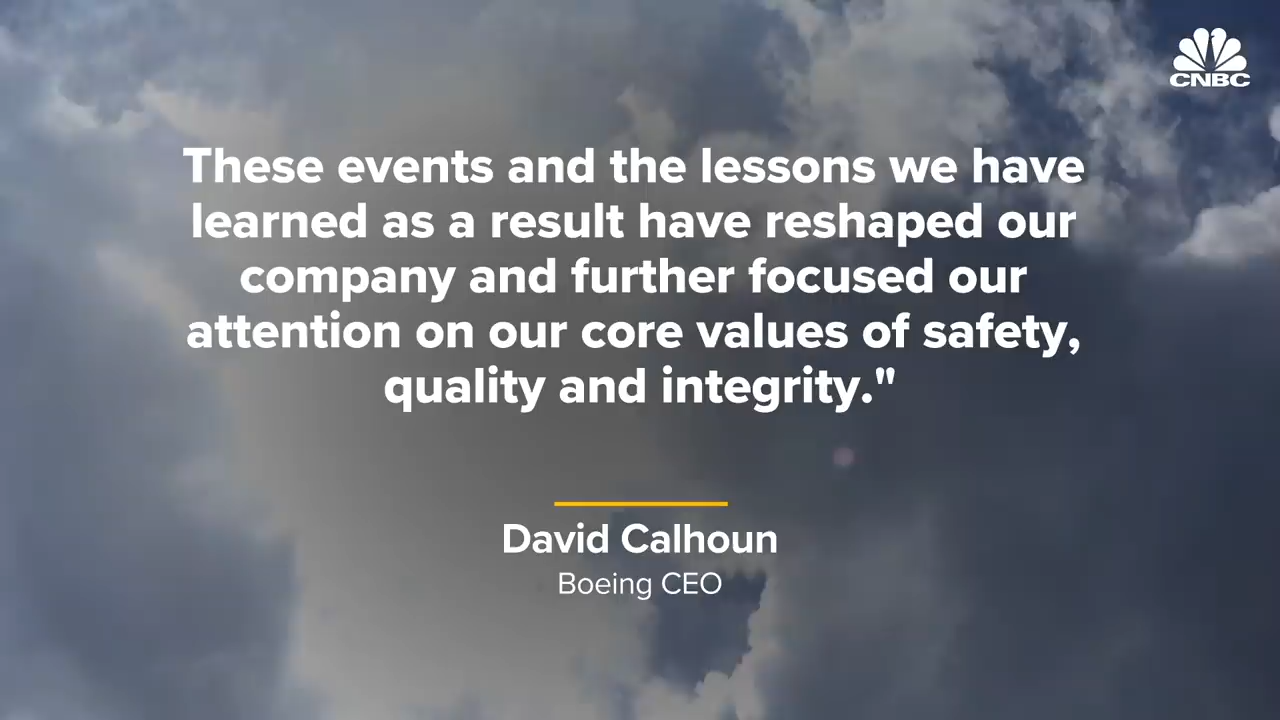 CNBC
These events and the lessons we have
learned as a result have reshaped our
company and further focused our
attention on our core values of safety,
quality and integrity."
David Calhoun
Boeing CEO